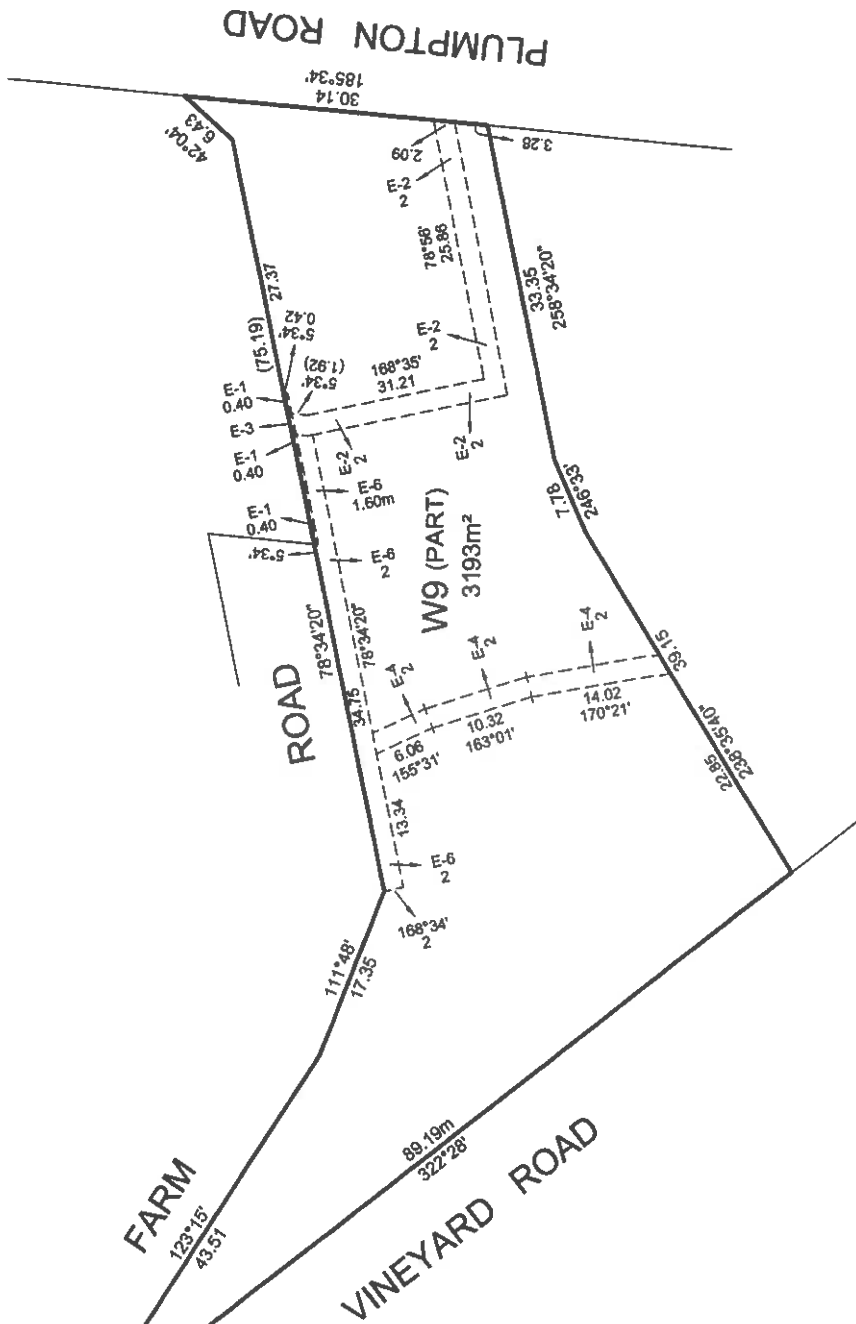 PLUMPTON ROAD
185°34'
30.14
42°04'
6.43
3.28
2.09
E-2
2
78°56'
25.86
27.37
(75.19)
5°34'
0.42
5°34'
(1.92)
E-1
0.40
E-3
E-1
0.40
E-1
0.40
5°34'
168°35'
31.21
E-2
2
E-2
2
E-2
2
33.35
258°34'20"
7.78
246°33'
E-6
1.60m
E-6
2
W9 (PART)
3193m²
78°34'20"
78°34'20"
34.75
ROAD
E-4
2
E-4
2
E-4
2
39.15
6.06
155°31'
10.32
163°01'
14.02
170°21'
22.85
238°35'40"
13.34
E-6
2
168°34'
2
111°48'
17.35
89.19m
322°28'
FARM
123°15'
43.51
VINEYARD ROAD